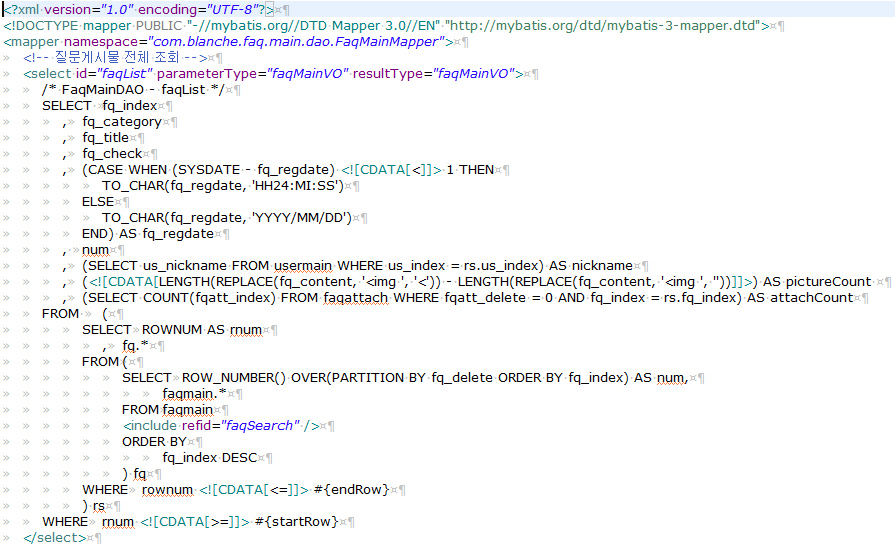 <?xml version="1.0" encoding="UTF-8"?>
<!DOCTYPE mapper PUBLIC "-//mybatis.org//DTD Mapper 3.0//EN" "http://mybatis.org/dtd/mybatis-3-mapper.dtd">
<mapper namespace="com.blanche.faq.main.dao.FaqMainMapper">
<!-- 질문게시물 전체 조회 -->
<select id="faqList" parameterType="faqMainVO" resultType="faqMainVO">
/* FaqMainDAO - faqList */
SELECT fq_index
, fq_category
, fq_title
, fq_check
, (CASE WHEN (SYSDATE - fq_regdate) <![CDATA[<]]> 1 THEN
TO_CHAR(fq_regdate, 'HH24:MI:SS')
ELSE
TO_CHAR(fq_regdate, 'YYYY/MM/DD')
END) AS fq_regdate
, num
, (SELECT us_nickname FROM usermain WHERE us_index = rs.us_index) AS nickname
, (<![CDATA[LENGTH(REPLACE(fq_content, '<img ', '<')) - LENGTH(REPLACE(fq_content, '<img ', ''))]]>) AS pictureCount
, (SELECT COUNT(fqatt_index) FROM faqattach WHERE fqatt_delete = 0 AND fq_index = rs.fq_index) AS attachCount
FROM (
SELECT ROWNUM AS rnum
, fq.*
FROM (
SELECT ROW_NUMBER() OVER(PARTITION BY fq_delete ORDER BY fq_index) AS num,
faqmain.*
FROM faqmain
<include refid="faqSearch" />
ORDER BY
fq_index DESC
) fq
WHERE rownum <![CDATA[<=]]> #{endRow}
) rs
WHERE rnum <![CDATA[>=]]> #{startRow}
</select>